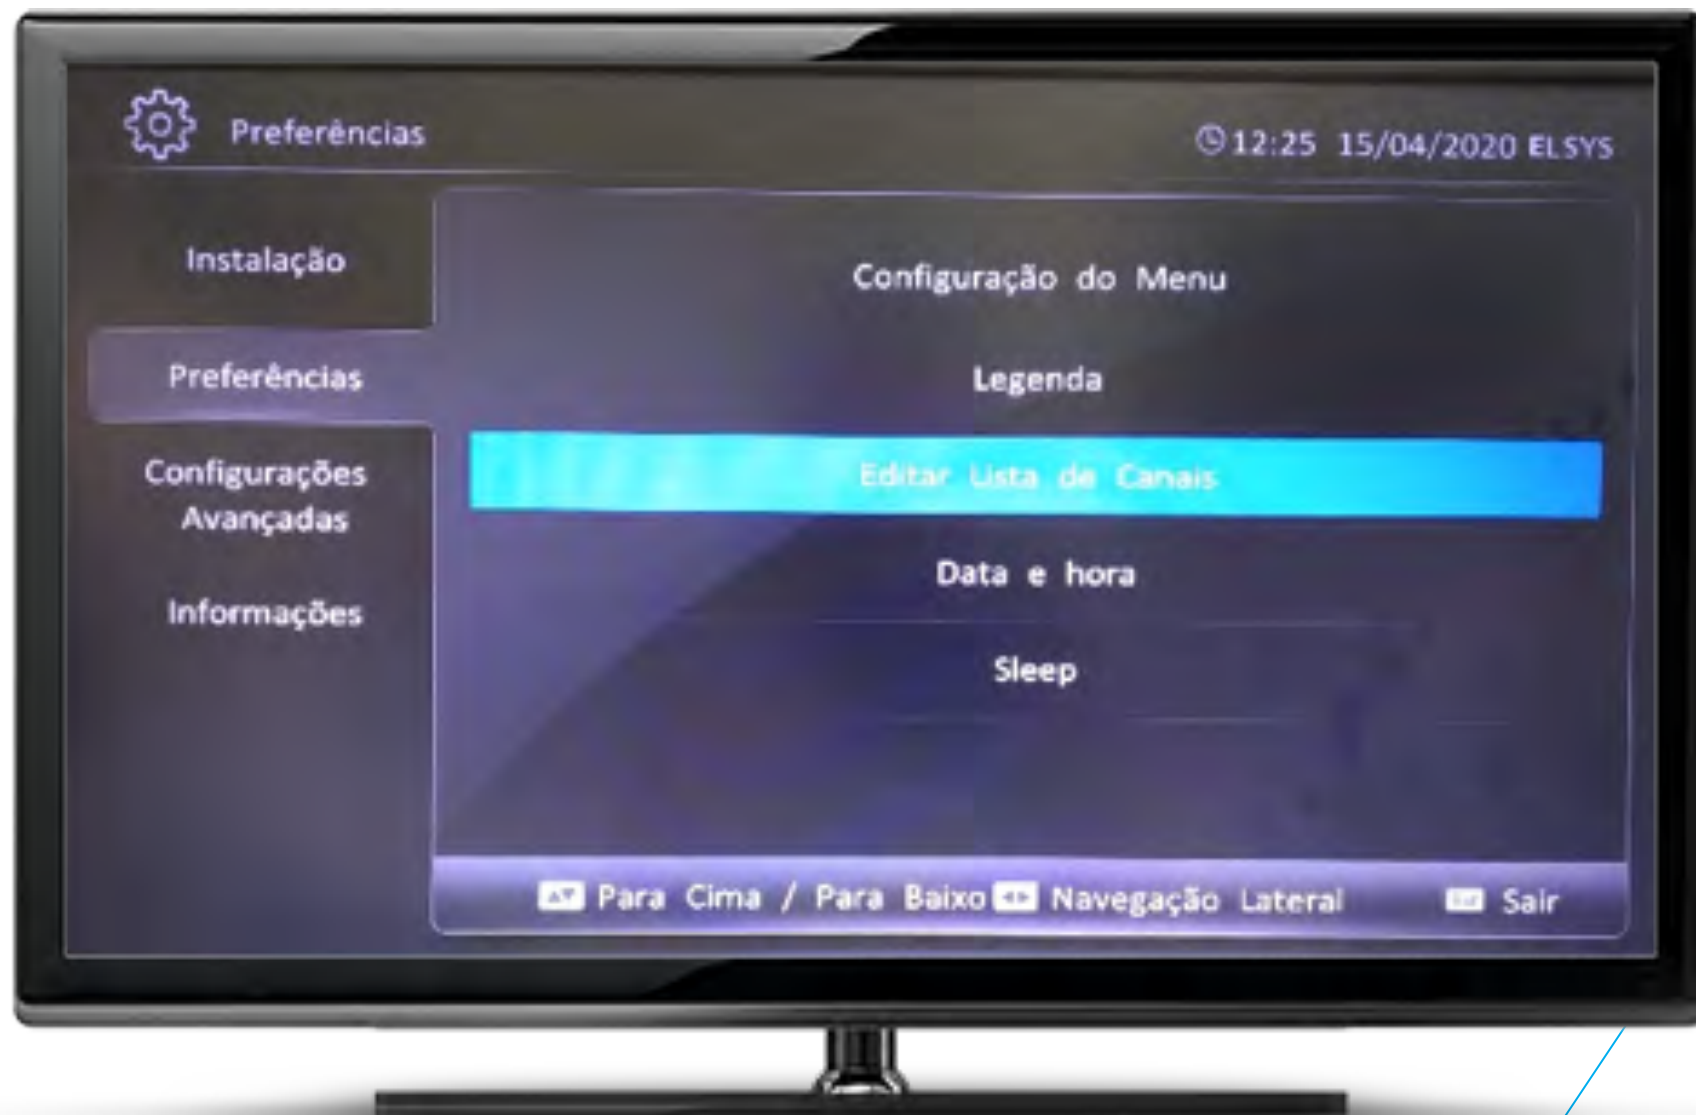 Preferências
12:25 15/04/2020 ELSYS
Instalação
Preferências
Configurações
Avançadas
Informações
Configuração do Menu
Legenda
Editar Lista de Canais
Data e hora
Sleep
Para Cima / Para Baixo Navegação Lateral Sair